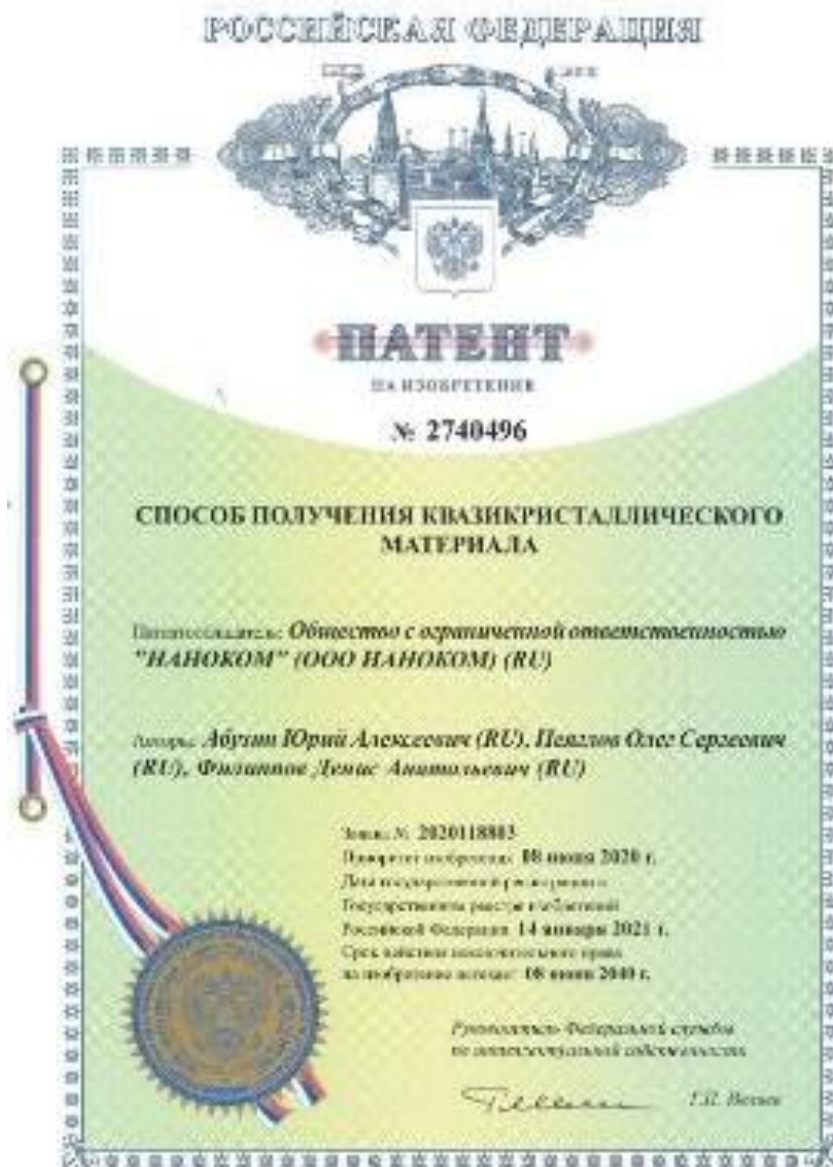 РОССИЙСКАЯ ФЕДЕРАЦИЯ
ПАТЕНТ
НА ИЗОБРЕТЕНИЕ
№ 2740496
СПОСОБ ПОЛУЧЕНИЯ КВАЗИКРИСТАЛЛИЧЕСКОГО
МАТЕРИАЛА
Патентообладатель: Общество с ограниченной ответственностью
"НАНОКОМ" (ООО НАНОКОМ) (RU)
Авторы: Юрий Алексеевич (RU), Олег Сергеевич
(RU), Филиппов Денис Анатольевич (RU)
Заявка № 2020118803
Приоритет изобретения 08 июня 2020 г.
Дата государственной регистрации в
Государственном реестре изобретений
Российской Федерации 14 января 2021 г.
Срок действия исключительного права
на изобретение истекает 08 июня 2040 г.
Руководитель Федеральной службы
по интеллектуальной собственности
Г.П. Ивлиев